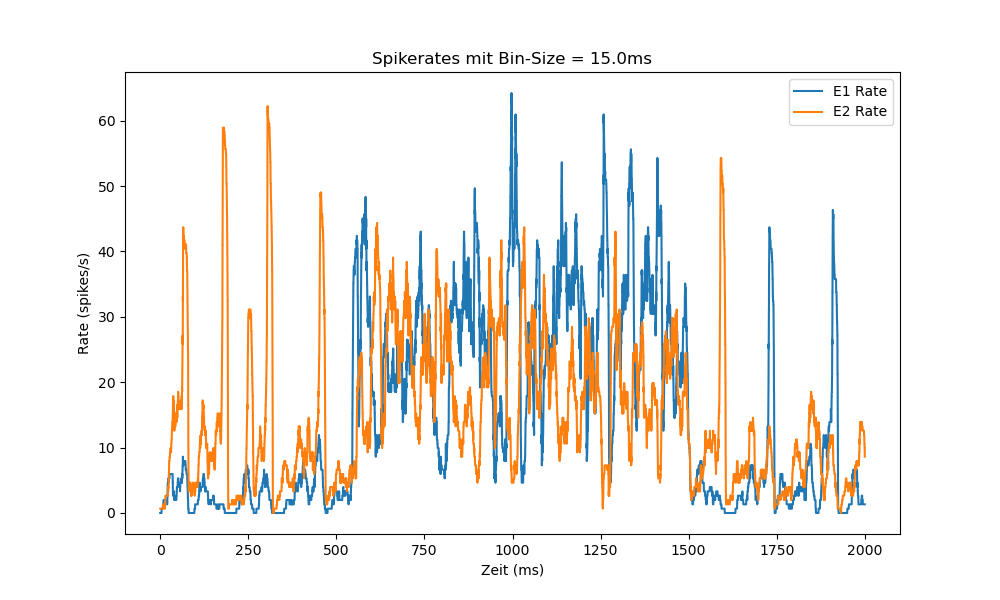 Spikerates mit Bin-Size = 15.0ms
E1 Rate
E2 Rate
60
50
40
30
20
10
0
Rate (spikes/s)
0 250 500 750 1000 1250 1500 1750 2000
Zeit (ms)